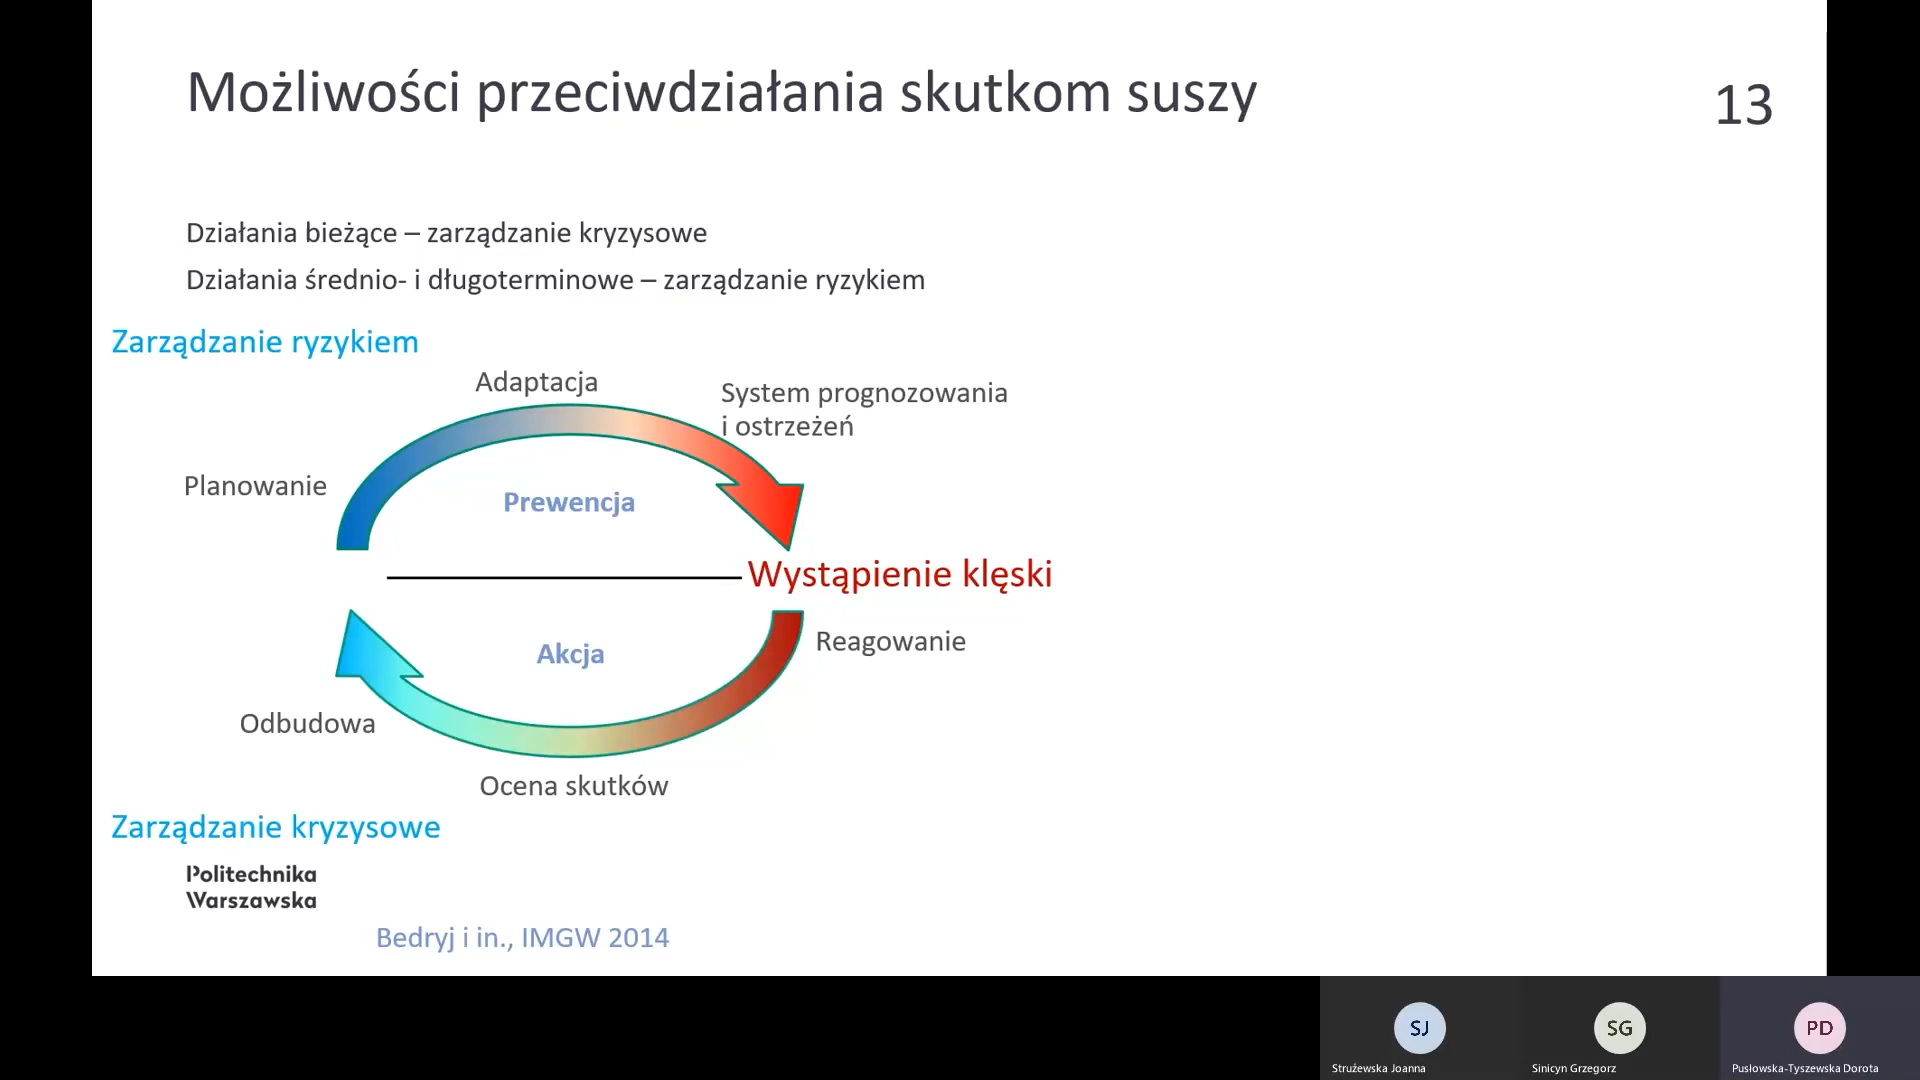 Możliwości przeciwdziałania skutkom suszy
13
Działania bieżące – zarządzanie kryzysowe
Działania średnio- i długoterminowe – zarządzanie ryzykiem
Zarządzanie ryzykiem
Adaptacja
System prognozowania
i ostrzeżeń
Planowanie
Prewencja
Wystąpienie klęski
Reagowanie
Akcja
Odbudowa
Ocena skutków
Zarządzanie kryzysowe
Politechnika
Warszawska
Bedryj i in., IMGW 2014
SJ
SG
PD
Strużewska Joanna
Sinicyn Grzegorz
Pusłowska-Tyszewska Dorota